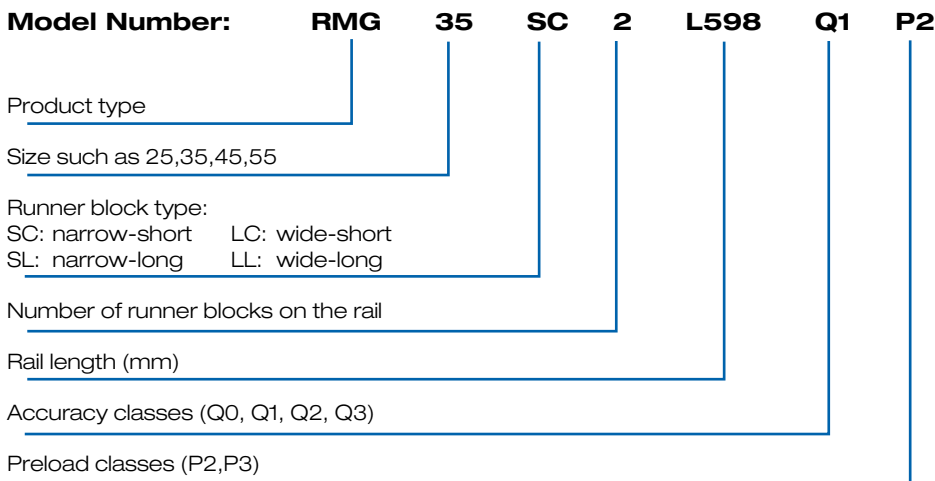 Model Number: RMG 35 SC 2 L598 Q1 P2
Product type
Size such as 25,35,45,55
Runner block type:
SC: narrow-short LC: wide-short
SL: narrow-long LL: wide-long
Number of runner blocks on the rail
Rail length (mm)
Accuracy classes (Q0, Q1, Q2, Q3)
Preload classes (P2,P3)